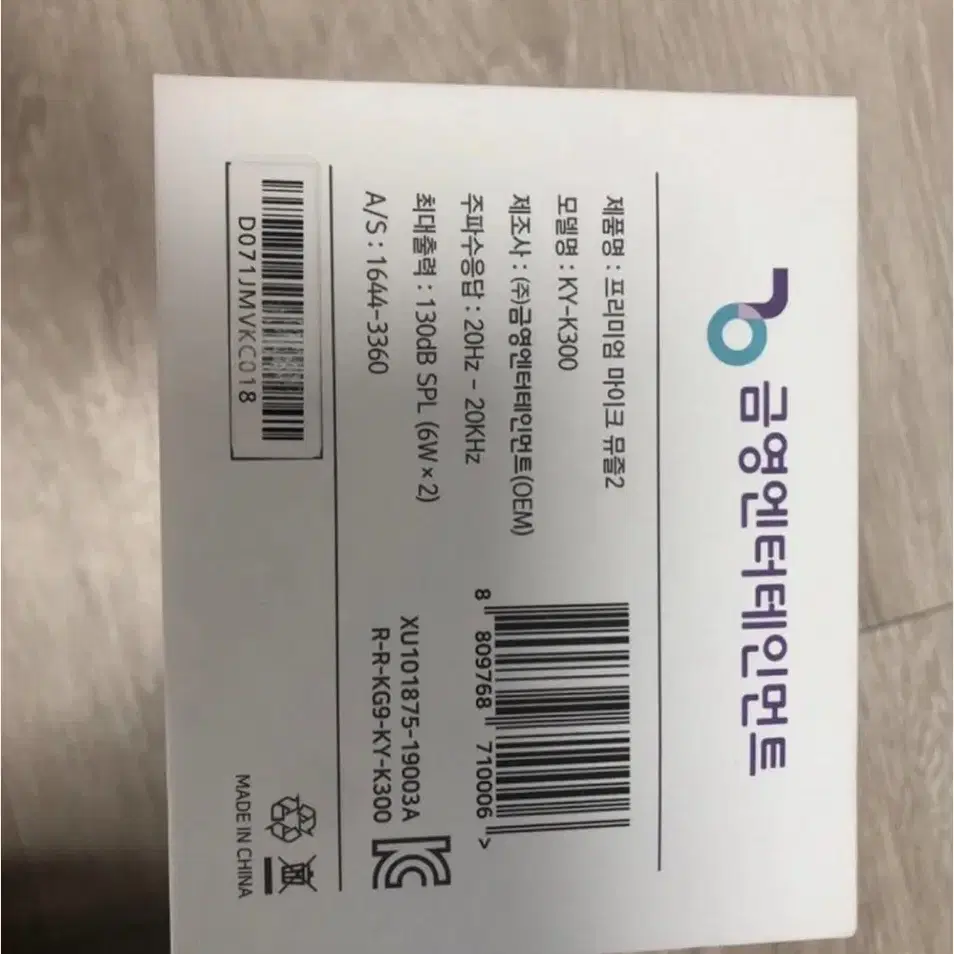 금영엔터테인먼트
제품명 : 프리미엄 마이크 뮤즐2
모델명 : KY-K300
제조사 : (주)금영엔터테인먼트(OEM)
주파수응답 : 20Hz - 20KHz
최대출력 : 130dB SPL (6W × 2)
A/S : 1644-3360
8 809768 710006 >
XU101875-19003A
R-R-KG9-KY-K300
D071JMVKC018
MADE IN CHINA